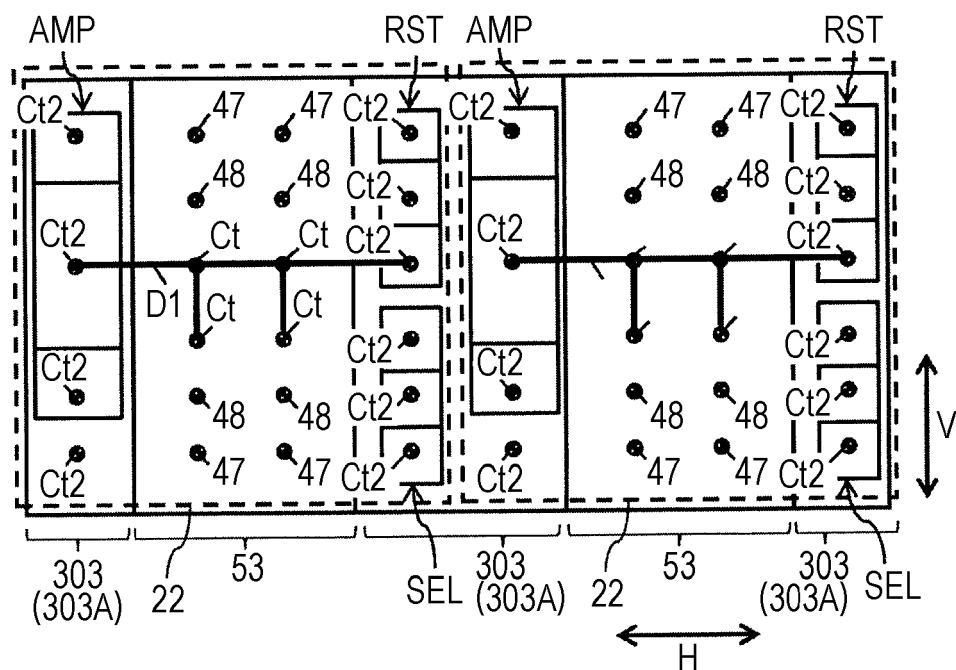 AMP RST AMP RST
Ct2 47 47 Ct2 Ct2 47 47 Ct2
48 48 Ct2 48 48 Ct2
Ct2 Ct Ct Ct2 Ct2 Ct2
D1 Ct Ct
Ct2 Ct2 Ct2 Ct2
48 48 Ct2 48 48 Ct2
Ct2 47 47 Ct2 Ct2 47 47 Ct2
V
303 (303A) 22 53 SEL 303 (303A) 22 53 303 (303A) SEL
H